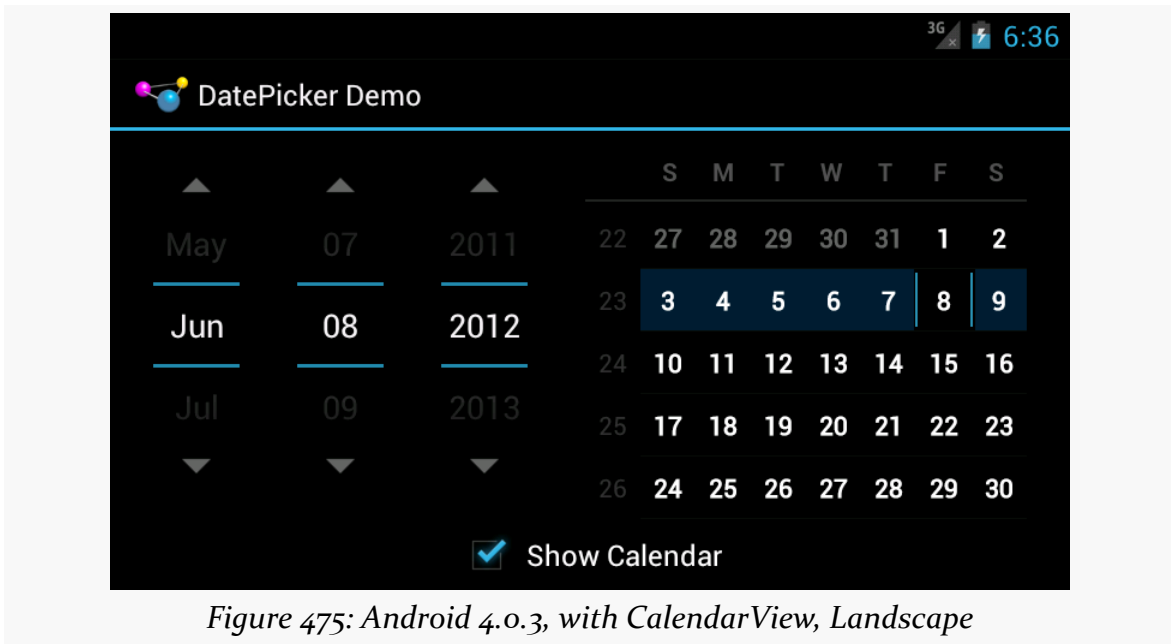 3G 6:36
DatePicker Demo
May 07 2011
Jun 08 2012
Jul 09 2013
S M T W T F S
22 27 28 29 30 31 1 2
23 3 4 5 6 7 8 9
24 10 11 12 13 14 15 16
25 17 18 19 20 21 22 23
26 24 25 26 27 28 29 30
Show Calendar
Figure 475: Android 4.0.3, with CalendarView, Landscape